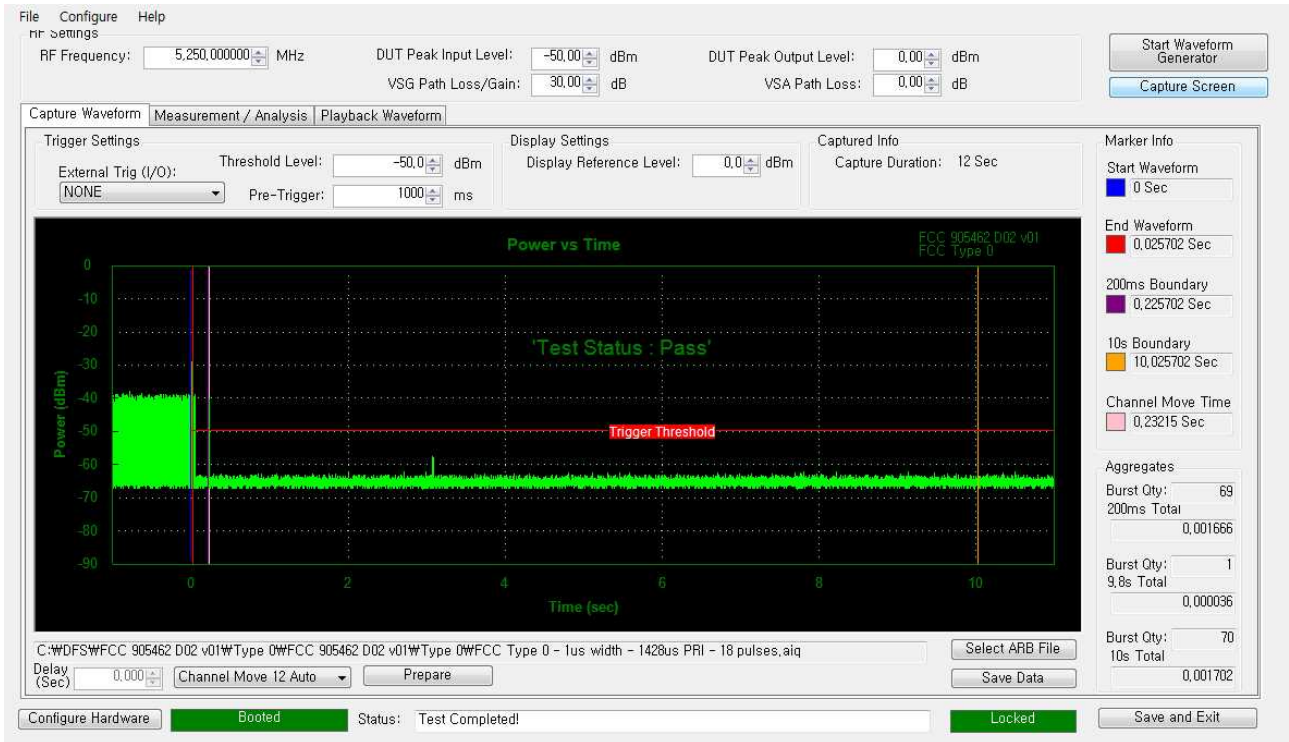 File Configure Help
RF Settings
RF Frequency: 5,250,000000 MHz DUT Peak Input Level: -50,00 dBm DUT Peak Output Level: 0,00 dBm
VSG Path Loss/Gain: 30,00 dB VSA Path Loss: 0,00 dB
Start Waveform
Generator
Capture Screen
Capture Waveform Measurement / Analysis Playback Waveform
Trigger Settings
External Trig (I/O):
NONE
Threshold Level: -50,0 dBm
Pre-Trigger: 1000 ms
Display Settings
Display Reference Level: 0,0 dBm
Captured Info
Capture Duration: 12 Sec
Marker Info
Start Waveform
0 Sec
End Waveform
0,025702 Sec
200ms Boundary
0,225702 Sec
10s Boundary
10,025702 Sec
Channel Move Time
0,23215 Sec
Power vs Time
FCC 905462 D02 v01
FCC Type 0
'Test Status : Pass'
Trigger Threshold
Power (dBm)
0
-10
-20
-30
-40
-50
-60
-70
-80
-90
0 2 4 6 8 10
Time (sec)
Aggregates
Burst Qty: 69
200ms Total
0,001666
Burst Qty: 1
9,8s Total
0,000036
Burst Qty: 70
10s Total
0,001702
C:₩DFS₩FCC 905462 D02 v01₩Type 0₩FCC 905462 D02 v01₩Type 0₩FCC Type 0 - 1us width - 1428us PRI - 18 pulses,aiq
Select ARB File
Delay
(Sec) 0,000 Channel Move 12 Auto Prepare Save Data
Configure Hardware Booted Status: Test Completed! Locked Save and Exit